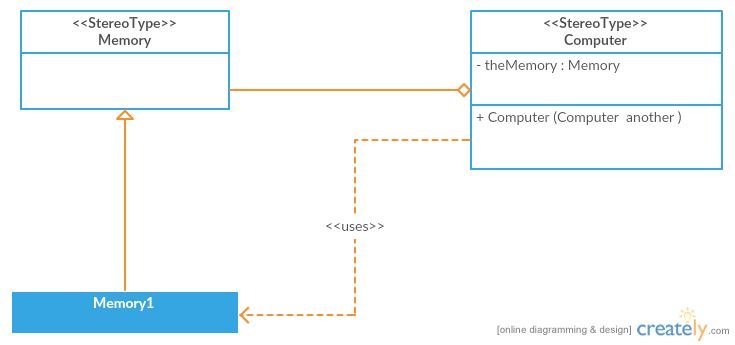 <<StereoType>>
Memory
<<StereoType>>
Computer
- theMemory : Memory
+ Computer (Computer another )
<<uses>>
Memory1
[online diagramming & design] creately.com